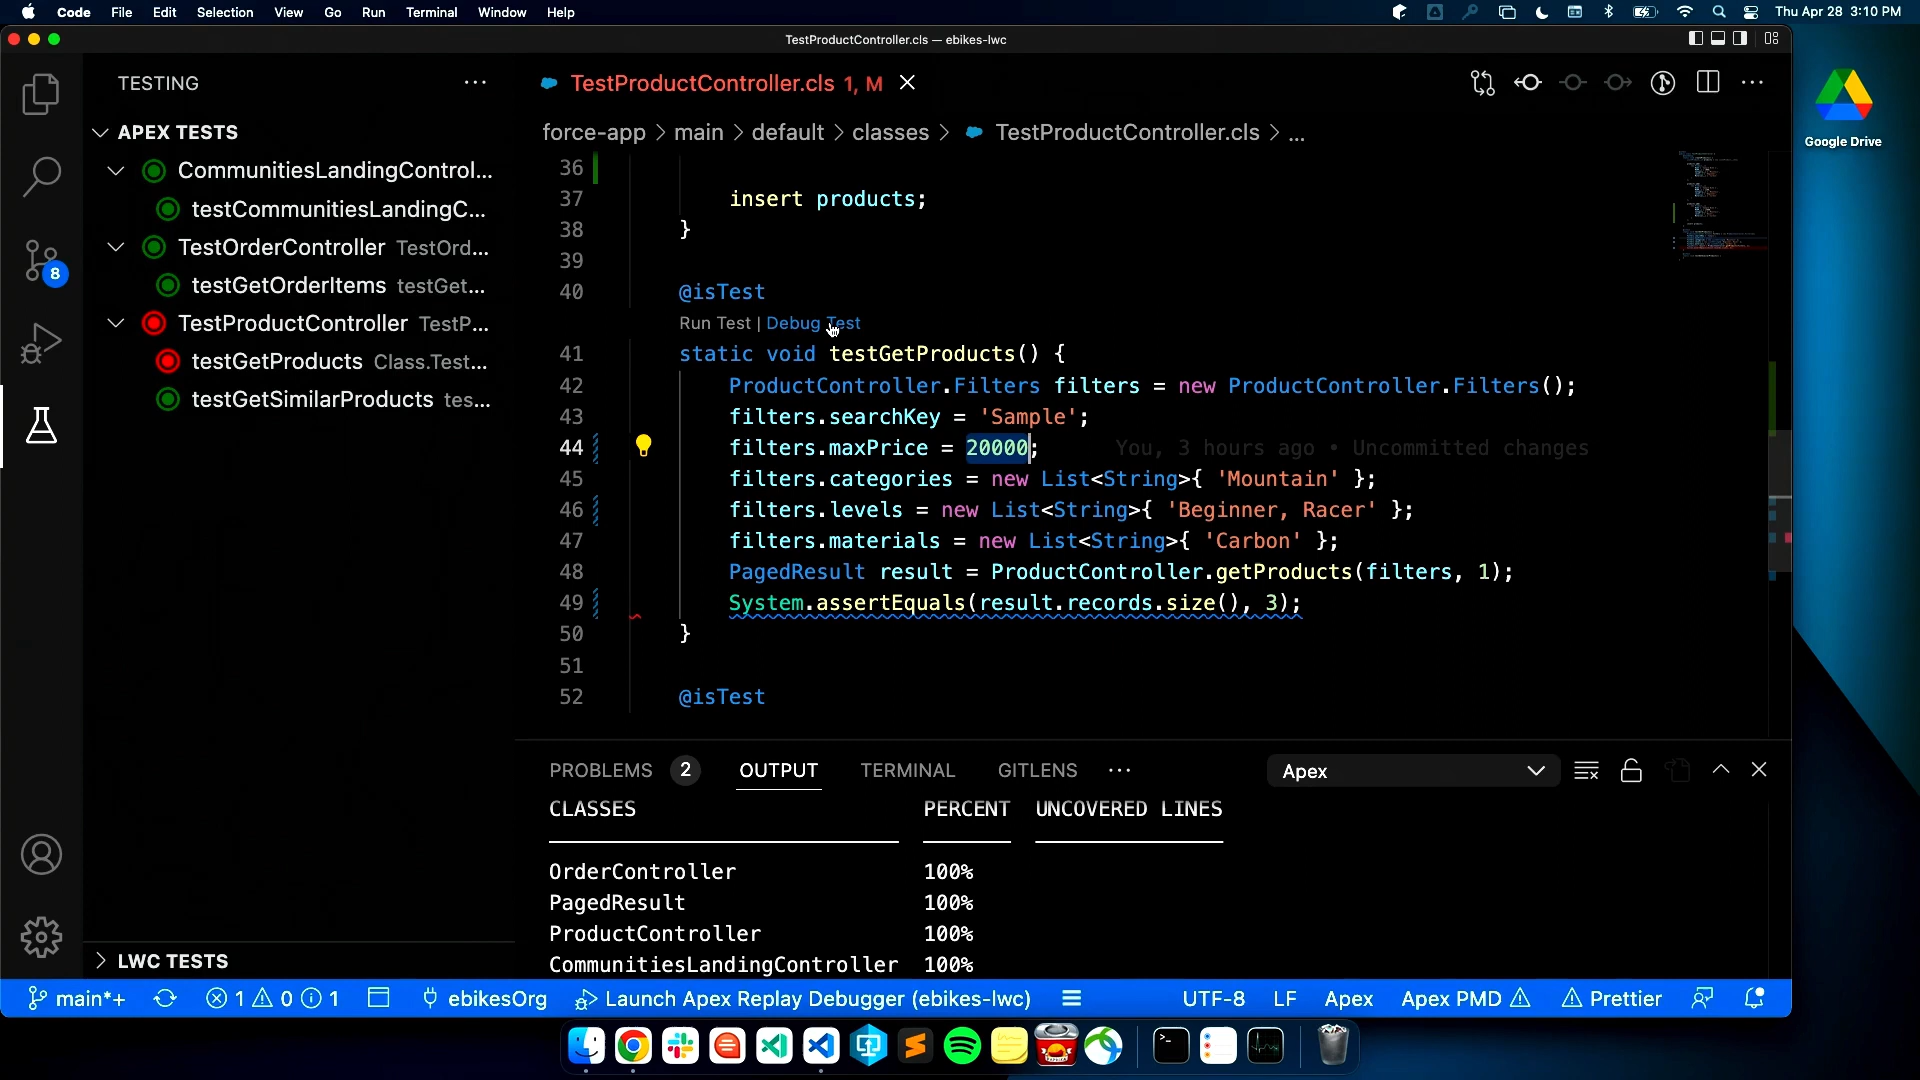 Code File Edit Selection View Go Run Terminal Window Help
Thu Apr 28 3:10 PM
TestProductController.cls — ebikes-lwc
TESTING
APEX TESTS
CommunitiesLandingControl...
testCommunitiesLandingC...
TestOrderController TestOrd...
testGetOrderItems testGet...
TestProductController TestP...
testGetProducts Class.Test...
testGetSimilarProducts tes...
LWC TESTS
8
TestProductController.cls 1, M
force-app > main > default > classes > TestProductController.cls > ...
36
37 insert products;
38 }
39
40 @isTest
Run Test | Debug Test
41 static void testGetProducts() {
42 ProductController.Filters filters = new ProductController.Filters();
43 filters.searchKey = 'Sample';
44 filters.maxPrice = 20000; You, 3 hours ago • Uncommitted changes
45 filters.categories = new List<String>{ 'Mountain' };
46 filters.levels = new List<String>{ 'Beginner, Racer' };
47 filters.materials = new List<String>{ 'Carbon' };
48 PagedResult result = ProductController.getProducts(filters, 1);
49 System.assertEquals(result.records.size(), 3);
50 }
51
52 @isTest
PROBLEMS 2 OUTPUT TERMINAL GITLENS ... Apex
CLASSES PERCENT UNCOVERED LINES
OrderController 100%
PagedResult 100%
ProductController 100%
CommunitiesLandingController 100%
main*+ 1 0 1 ebikesOrg Launch Apex Replay Debugger (ebikes-lwc) UTF-8 LF Apex Apex PMD Prettier
Google Drive